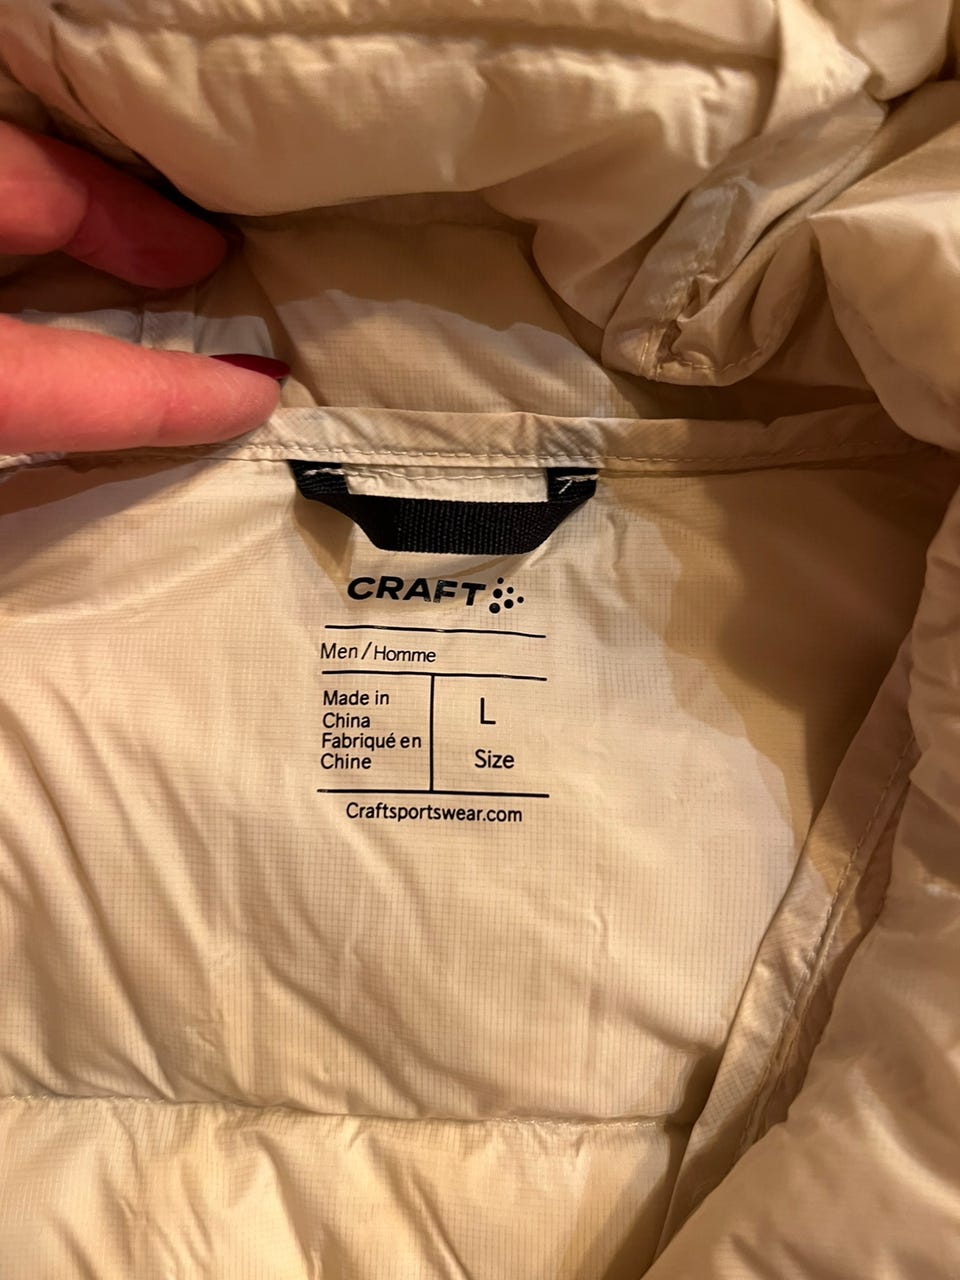 CRAFT
Men / Homme
Made in
China
Fabriqué en
Chine
L
Size
Craftsportswear.com